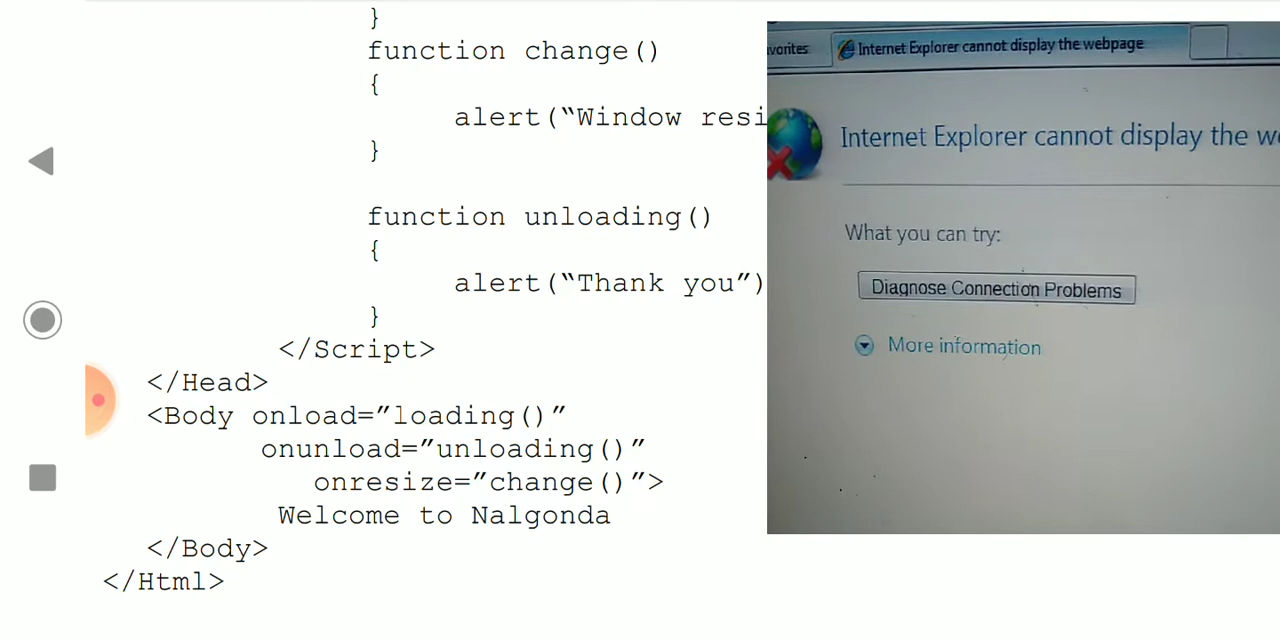 }
function change()
{
alert(“Window resi
}
function unloading()
{
alert(“Thank you”)
}
</Script>
</Head>
<Body onload=”loading()”
onunload=”unloading()”
onresize=”change()”>
Welcome to Nalgonda
</Body>
</Html>
vorites
Internet Explorer cannot display the webpage
Internet Explorer cannot display the we
What you can try:
Diagnose Connection Problems
More information